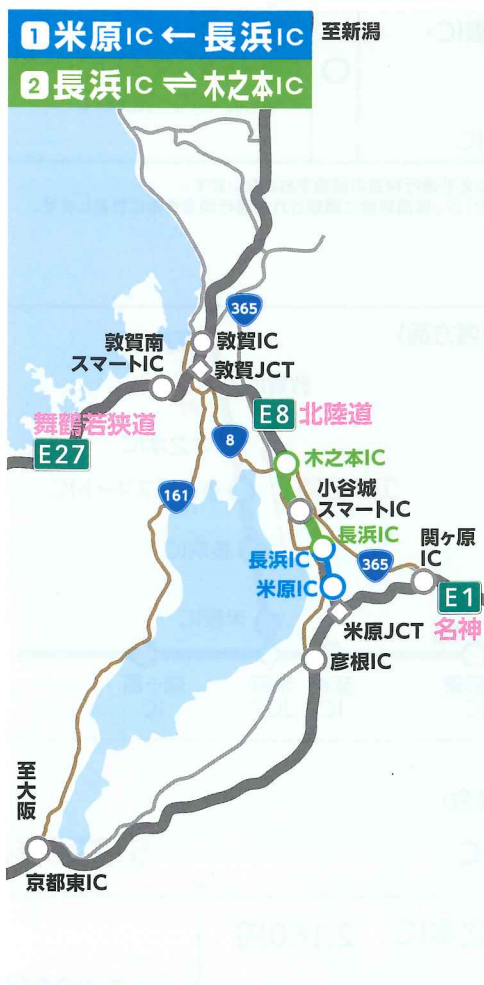 1 米原IC ← 長浜IC
至新潟
2 長浜IC ⇌ 木之本IC
365
敦賀南
スマートIC
敦賀IC
敦賀JCT
舞鶴若狭道
E27
E8 北陸道
8
161
木之本IC
小谷城
スマートIC
長浜IC
長浜IC
365
関ヶ原
IC
米原IC
E1
名神
米原JCT
彦根IC
至大阪
京都東IC